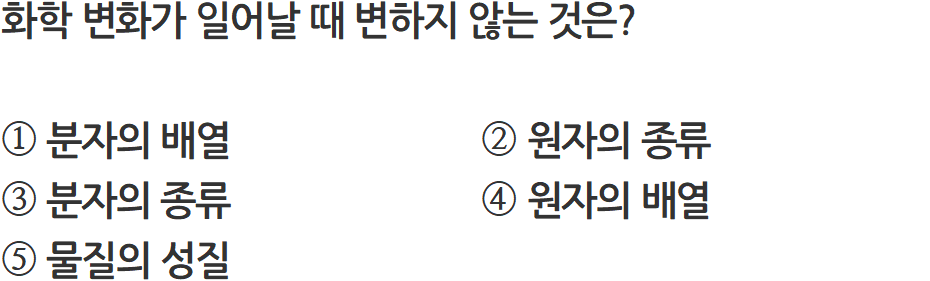 화학 변화가 일어날 때 변하지 않는 것은?
① 분자의 배열 ② 원자의 종류
③ 분자의 종류 ④ 원자의 배열
⑤ 물질의 성질